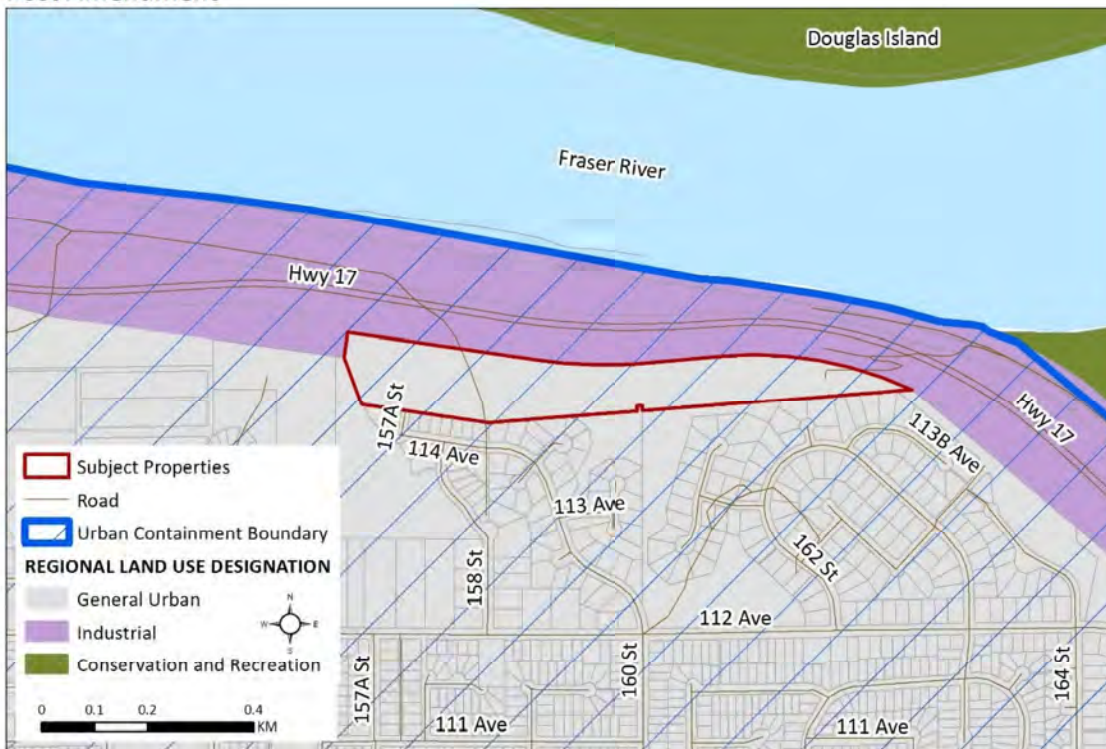 Douglas Island
Fraser River
Hwy 17
Hwy 17
157A St
114 Ave
113B Ave
113 Ave
158 St
162 St
112 Ave
160 St
164 St
157A St
111 Ave
111 Ave
Subject Properties
Road
Urban Containment Boundary
REGIONAL LAND USE DESIGNATION
General Urban
Industrial
Conservation and Recreation
N
W
E
S
0 0.1 0.2 0.4
KM